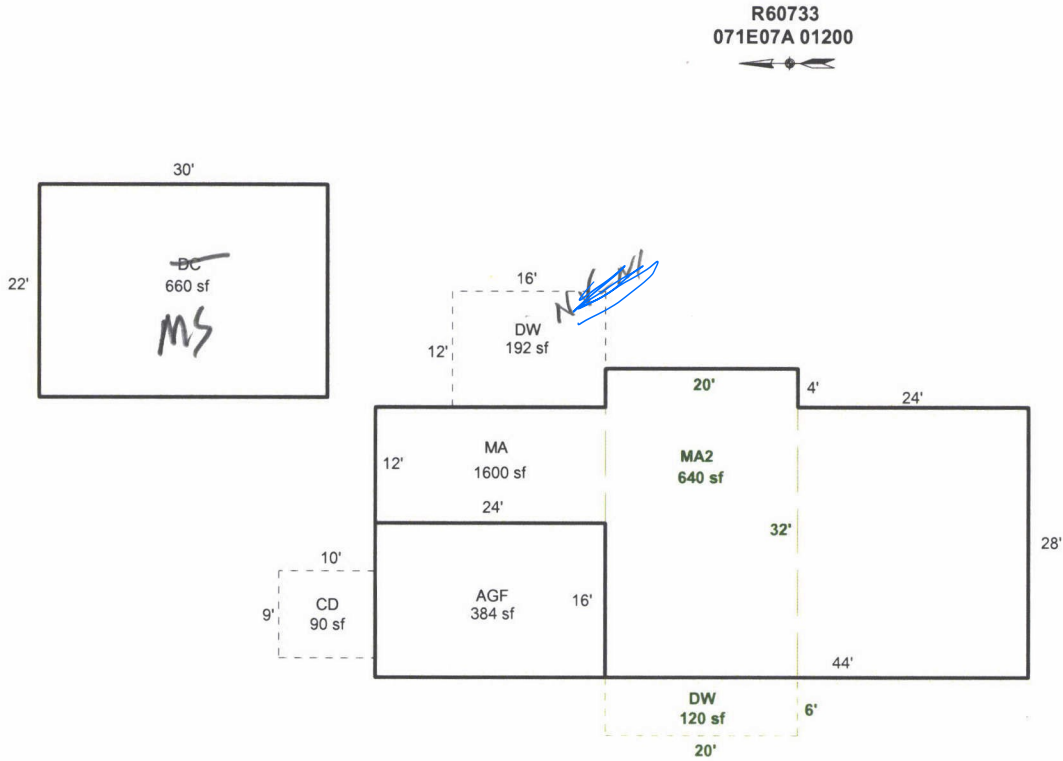 R60733
071E07A 01200
30'
22'
DC
660 sf
MS
16'
12'
DW
192 sf
20'
4'
24'
12'
MA
1600 sf
24'
MA2
640 sf
32'
28'
10'
9'
CD
90 sf
AGF
384 sf
16'
44'
DW
120 sf
6'
20'